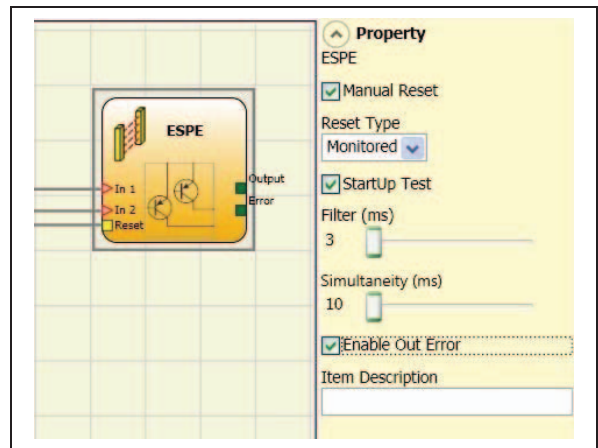 ESPE
Output
Error
In 1
In 2
Reset
Property
ESPE
Manual Reset
Reset Type
Monitored
StartUp Test
Filter (ms)
3
Simultaneity (ms)
10
Enable Out Error
Item Description